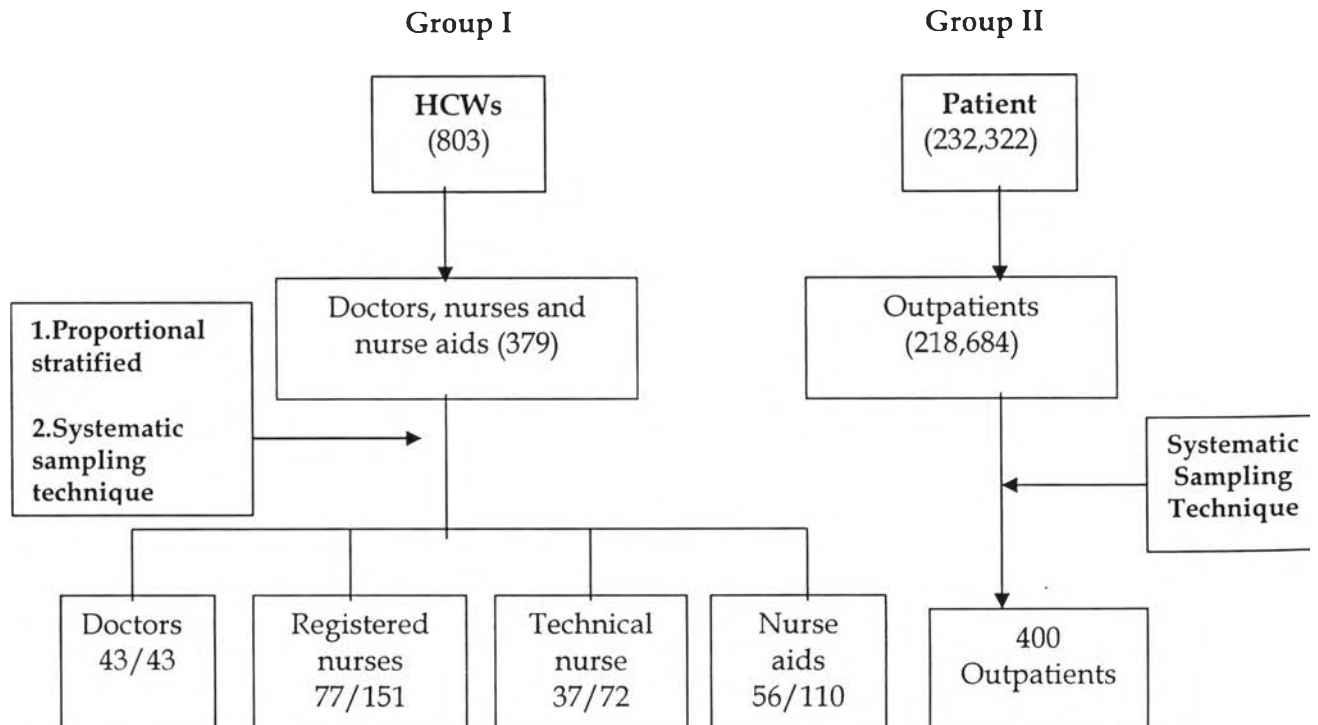 Group I
Group II
HCWs
(803)
Patient
(232,322)
Doctors, nurses and
nurse aids (379)
Outpatients
(218,684)
1.Proportional
stratified
2.Systematic
sampling
technique
Systematic
Sampling
Technique
Doctors
43/43
Registered
nurses
77/151
Technical
nurse
37/72
Nurse
aids
56/110
400
Outpatients